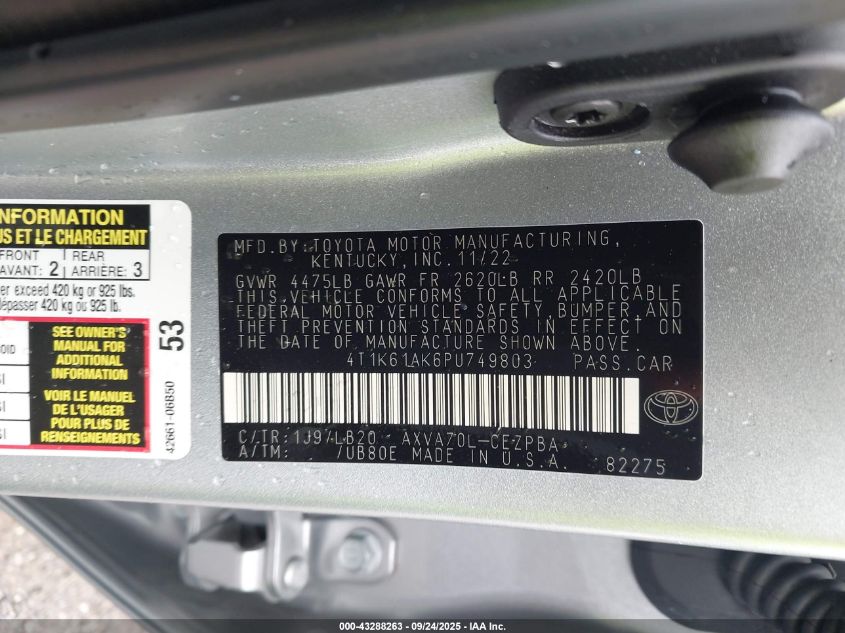 INFORMATION
US ET LE CHARGEMENT
FRONT REAR
AVANT: 2 ARRIÈRE: 3
er exceed 420 kg or 925 lbs.
dépasser 420 kg ou 925 lb.
SEE OWNER'S
MANUAL FOR
ADDITIONAL
INFORMATION
VOIR LE MANUEL
DE L'USAGER
POUR PLUS DE
RENSEIGNEMENTS
53
42661-06B50
MFD. BY: TOYOTA MOTOR MANUFACTURING,
KENTUCKY, INC. 11/22
GVWR 4475LB GAWR FR 2620LB RR 2420LB
THIS VEHICLE CONFORMS TO ALL APPLICABLE
FEDERAL MOTOR VEHICLE SAFETY, BUMPER, AND
THEFT PREVENTION STANDARDS IN EFFECT ON
THE DATE OF MANUFACTURE SHOWN ABOVE.
4T1K61AK6PU749803 PASS. CAR
C/TR: 1J9/LB20 AXVA70L-CEZPBA
A/TM: /UB80E MADE IN U.S.A. 82275
000-43288263 - 09/24/2025 - IAA Inc.